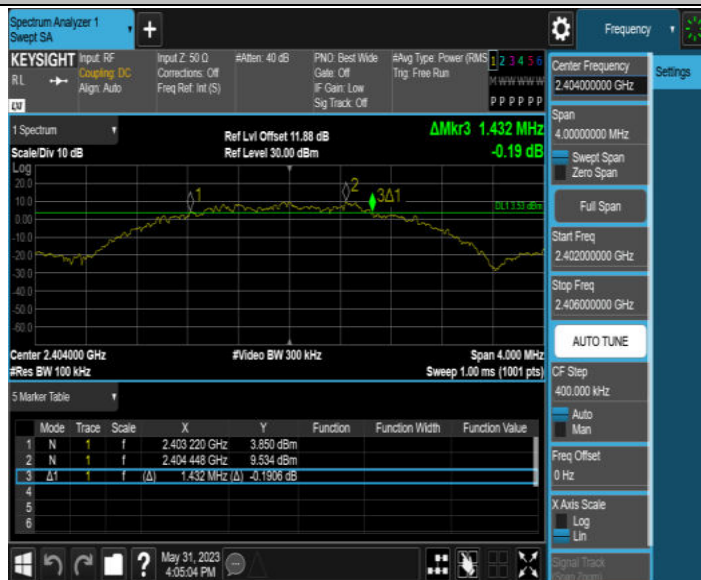 Spectrum Analyzer 1
Swept SA
+
Frequency
KEYSIGHT
RL
LXI
Input: RF
Coupling: DC
Align: Auto
Input Z: 50 Ω
Corrections: Off
Freq Ref: Int (S)
#Atten: 40 dB
PNO: Best Wide
Gate: Off
IF Gain: Low
Sig Track: Off
#Avg Type: Power (RMS
Trig: Free Run
1 2 3 4 5 6
M W W W W W
P P P P P P
1 Spectrum
Scale/Div 10 dB
Log
Ref Lvl Offset 11.88 dB
Ref Level 30.00 dBm
ΔMkr3 1.432 MHz
-0.19 dB
20.0
10.0
0.00
-10.0
-20.0
-30.0
-40.0
-50.0
-60.0
1
2
3Δ1
DL1 3.53 dBm
Center 2.404000 GHz
#Res BW 100 kHz
#Video BW 300 kHz
Span 4.000 MHz
Sweep 1.00 ms (1001 pts)
5 Marker Table
Mode Trace Scale X Y Function Function Width Function Value
1 N 1 f 2.403 220 GHz 3.850 dBm
2 N 1 f 2.404 448 GHz 9.534 dBm
3 Δ1 1 f (Δ) 1.432 MHz (Δ) -0.1906 dB
4
5
6
?
May 31, 2023
4:05:04 PM
Center Frequency
2.404000000 GHz
Settings
Span
4.00000000 MHz
Swept Span
Zero Span
Full Span
Start Freq
2.402000000 GHz
Stop Freq
2.406000000 GHz
AUTO TUNE
CF Step
400.000 kHz
Auto
Man
Freq Offset
0 Hz
X Axis Scale
Log
Lin
Signal Track
(Span Zoom)